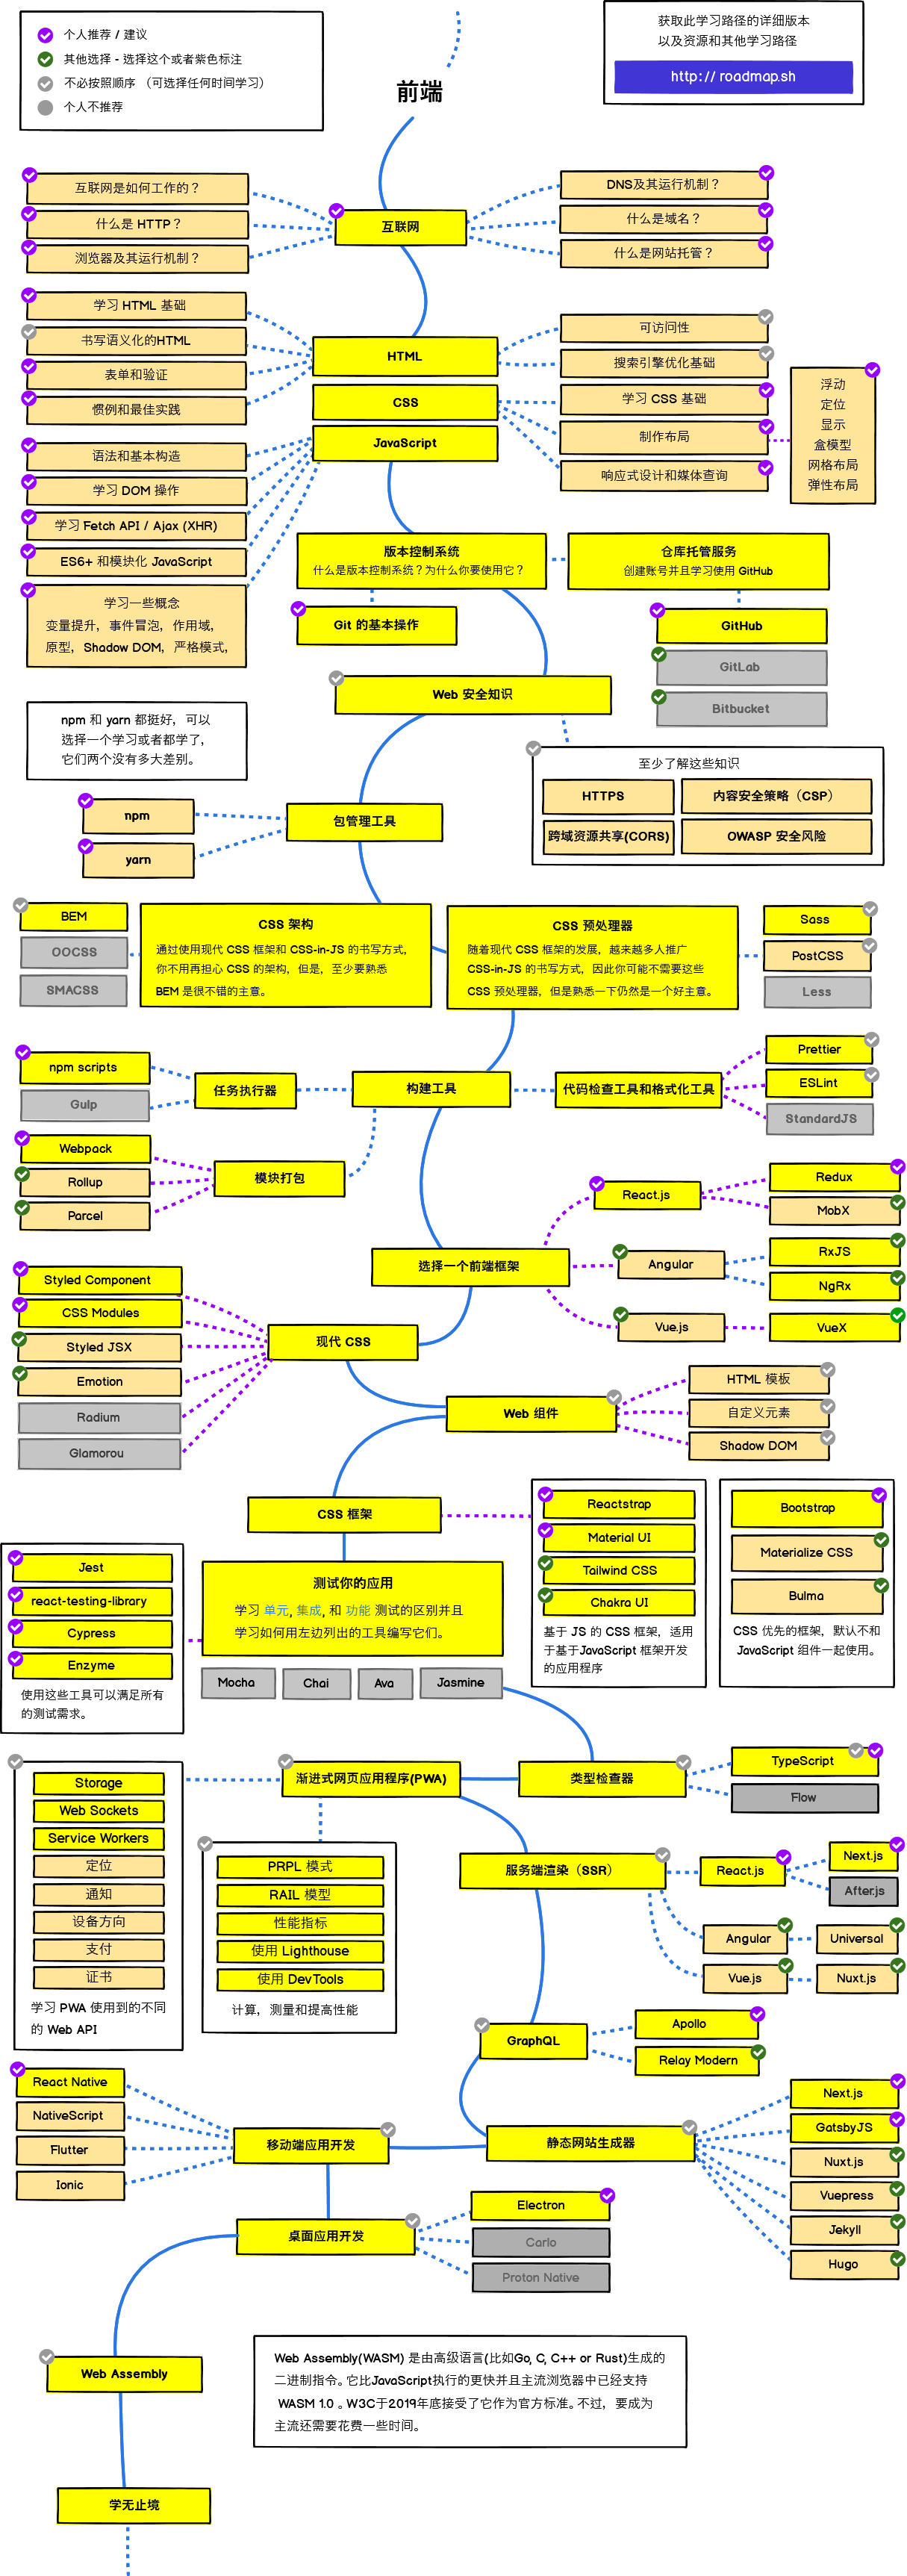 个人推荐 / 建议
其他选择 - 选择这个或者紫色标注
不必按照顺序 （可选择任何时间学习）
个人不推荐
获取此学习路径的详细版本
以及资源和其他学习路径
http:// roadmap.sh
前端
互联网是如何工作的？
什么是 HTTP？
浏览器及其运行机制？
互联网
DNS及其运行机制？
什么是域名？
什么是网站托管？
学习 HTML 基础
书写语义化的HTML
表单和验证
惯例和最佳实践
HTML
CSS
JavaScript
可访问性
搜索引擎优化基础
学习 CSS 基础
制作布局
响应式设计和媒体查询
浮动
定位
显示
盒模型
网格布局
弹性布局
语法和基本构造
学习 DOM 操作
学习 Fetch API / Ajax (XHR)
ES6+ 和模块化 JavaScript
学习一些概念
变量提升，事件冒泡，作用域，
原型，Shadow DOM，严格模式，
版本控制系统
什么是版本控制系统？为什么你要使用它？
仓库托管服务
创建账号并且学习使用 GitHub
Git 的基本操作
GitHub
GitLab
Bitbucket
Web 安全知识
npm 和 yarn 都挺好，可以
选择一个学习或者都学了，
它们两个没有多大差别。
至少了解这些知识
HTTPS
内容安全策略（CSP）
跨域资源共享(CORS)
OWASP 安全风险
npm
yarn
包管理工具
BEM
OOCSS
SMACSS
CSS 架构
通过使用现代 CSS 框架和 CSS-in-JS 的书写方式，
你不用再担心 CSS 的架构，但是，至少要熟悉
BEM 是很不错的主意。
CSS 预处理器
随着现代 CSS 框架的发展，越来越多人推广
CSS-in-JS 的书写方式，因此你可能不需要这些
CSS 预处理器，但是熟悉一下仍然是一个好主意。
Sass
PostCSS
Less
npm scripts
Gulp
任务执行器
构建工具
代码检查工具和格式化工具
Prettier
ESLint
StandardJS
Webpack
Rollup
Parcel
模块打包
React.js
Redux
MobX
选择一个前端框架
Angular
RxJS
NgRx
Vue.js
VueX
Styled Component
CSS Modules
Styled JSX
Emotion
Radium
Glamorou
现代 CSS
Web 组件
HTML 模板
自定义元素
Shadow DOM
CSS 框架
Reactstrap
Material UI
Tailwind CSS
Chakra UI
基于 JS 的 CSS 框架，适用
于基于JavaScript 框架开发
的应用程序
Bootstrap
Materialize CSS
Bulma
CSS 优先的框架，默认不和
JavaScript 组件一起使用。
Jest
react-testing-library
Cypress
Enzyme
使用这些工具可以满足所有
的测试需求。
测试你的应用
学习 单元, 集成, 和 功能 测试的区别并且
学习如何用左边列出的工具编写它们。
Mocha
Chai
Ava
Jasmine
渐进式网页应用程序(PWA)
类型检查器
TypeScript
Flow
Storage
Web Sockets
Service Workers
定位
通知
设备方向
支付
证书
学习 PWA 使用到的不同
的 Web API
PRPL 模式
RAIL 模型
性能指标
使用 Lighthouse
使用 DevTools
计算，测量和提高性能
服务端渲染（SSR）
React.js
Next.js
After.js
Angular
Universal
Vue.js
Nuxt.js
GraphQL
Apollo
Relay Modern
React Native
NativeScript
Flutter
Ionic
移动端应用开发
静态网站生成器
Next.js
GatsbyJS
Nuxt.js
Vuepress
Jekyll
Hugo
桌面应用开发
Electron
Carlo
Proton Native
Web Assembly
Web Assembly(WASM) 是由高级语言(比如Go, C, C++ or Rust)生成的
二进制指令。它比JavaScript执行的更快并且主流浏览器中已经支持
WASM 1.0 。W3C于2019年底接受了它作为官方标准。不过，要成为
主流还需要花费一些时间。
学无止境